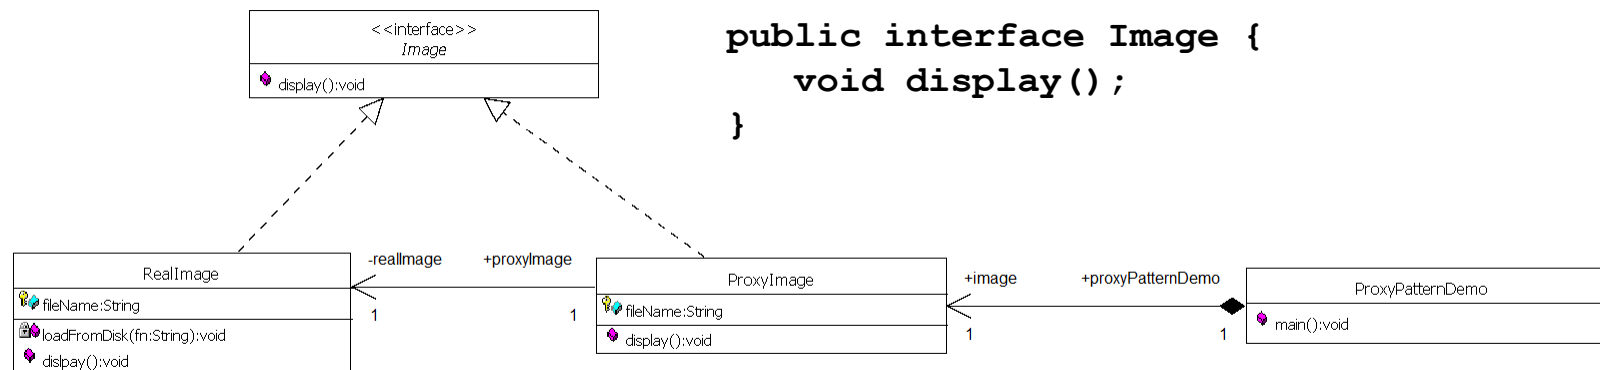 <<interface>>
Image
display():void
public interface Image {
void display();
}
RealImage
fileName:String
loadFromDisk(fn:String):void
dislpay():void
-realImage
+proxyImage
1
1
ProxyImage
fileName:String
display():void
+image
+proxyPatternDemo
1
1
ProxyPatternDemo
main():void